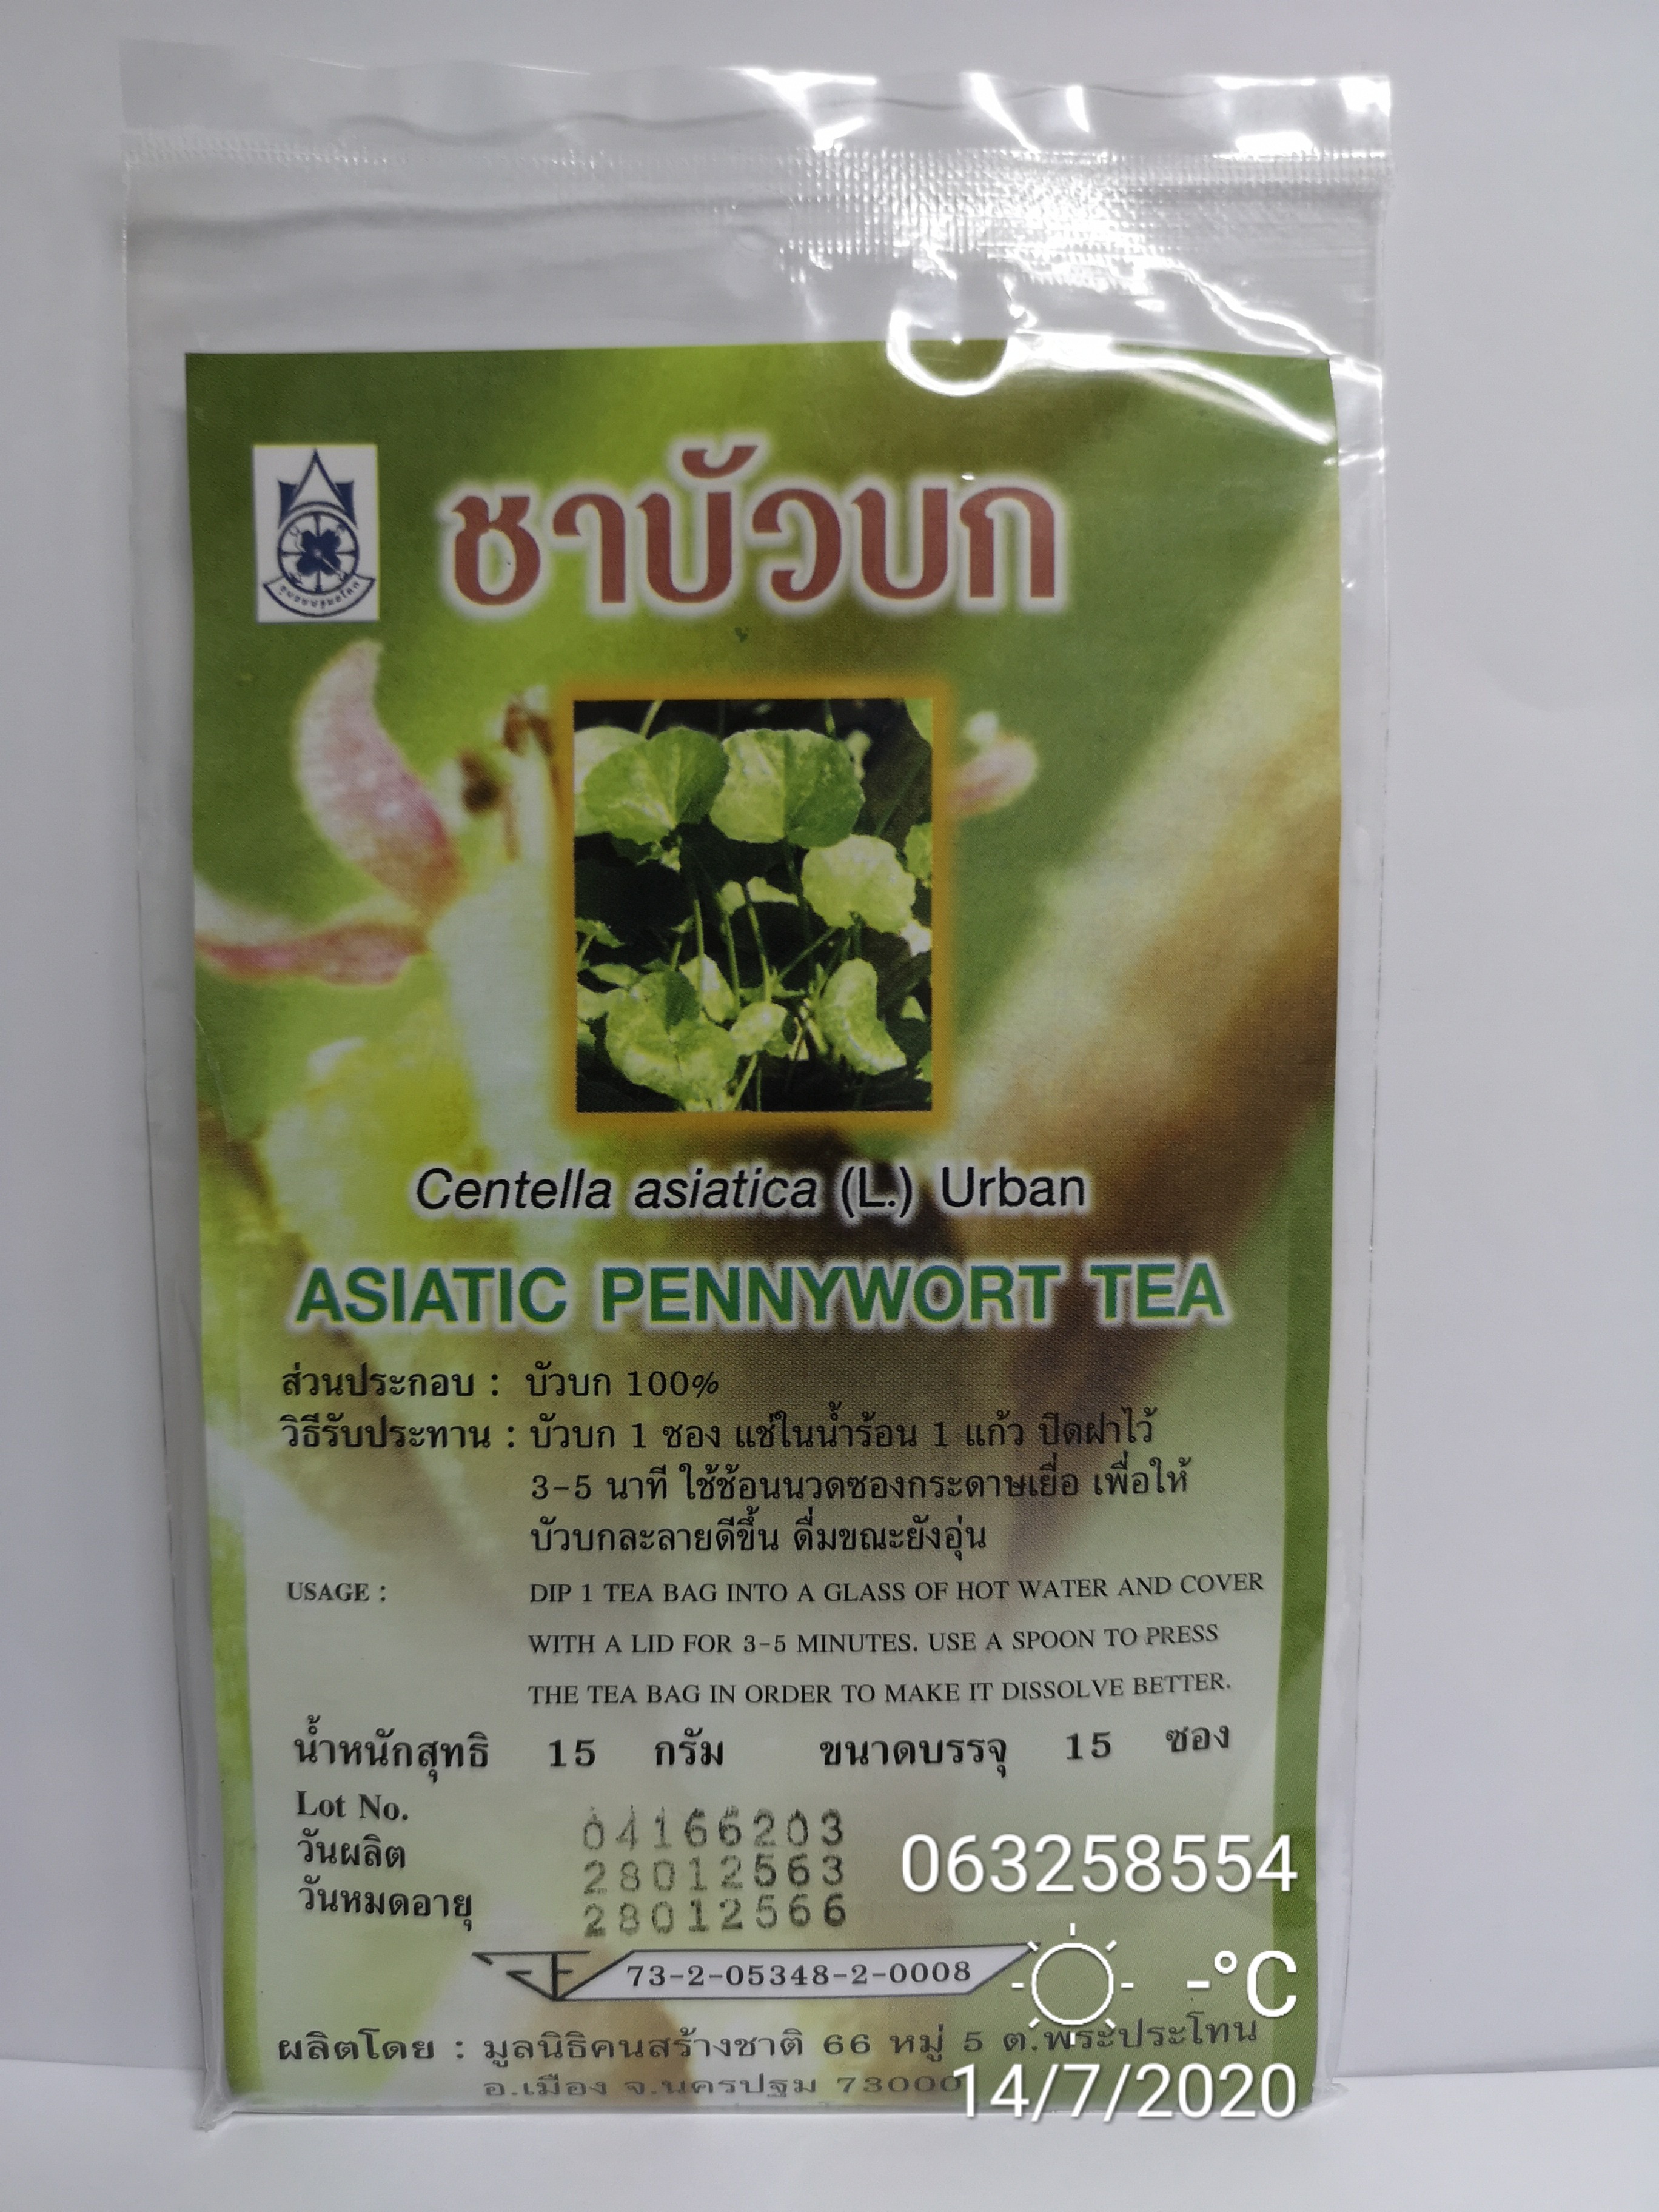 ชาบัวบก
Centella asiatica (L.) Urban
ASIATIC PENNYWORT TEA
ส่วนประกอบ : บัวบก 100%
วิธีรับประทาน : บัวบก 1 ซอง แช่ในน้ำร้อน 1 แก้ว ปิดฝาไว้
3-5 นาที ใช้ช้อนนวดซองกระดาษเยื่อ เพื่อให้
บัวบกละลายดีขึ้น ดื่มขณะยังอุ่น
USAGE : DIP 1 TEA BAG INTO A GLASS OF HOT WATER AND COVER
WITH A LID FOR 3-5 MINUTES. USE A SPOON TO PRESS
THE TEA BAG IN ORDER TO MAKE IT DISSOLVE BETTER.
น้ำหนักสุทธิ 15 กรัม ขนาดบรรจุ 15 ซอง
Lot No. 04166203
วันผลิต 28012563
วันหมดอายุ 28012566
063258554
73-2-05348-2-0008
-°C
ผลิตโดย : มูลนิธิคนสร้างชาติ 66 หมู่ 5 ต.พระประโทน
อ.เมือง จ.นครปฐม 73000
14/7/2020